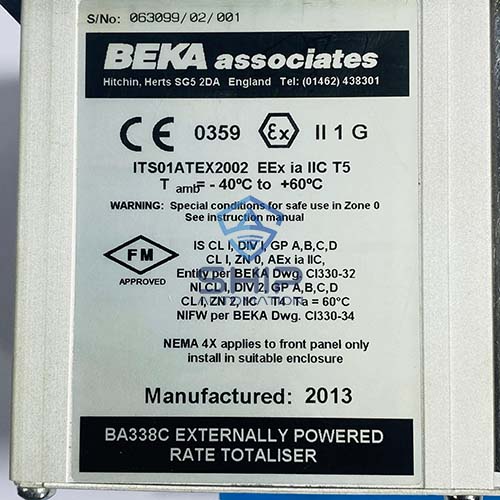 S/No: 063099/02/001
BEKA associates
Hitchin, Herts SG5 2DA England Tel: (01462) 438301
CE 0359 Ex II 1 G
ITS01ATEX2002 EEx ia IIC T5
T amb= - 40ºC to +60ºC
WARNING: Special conditions for safe use in Zone 0
See instruction manual
FM
APPROVED
IS CL I, DIV I, GP A,B,C,D
CL I, ZN 0, AEx ia IIC,
Entity per BEKA Dwg. CI330-32
NI CL I, DIV 2, GP A,B,C,D
CL I, ZN 2, IIC T4 Ta = 60°C
NIFW per BEKA Dwg. CI330-34
SHIP
AUTOMATION
NEMA 4X applies to front panel only
install in suitable enclosure
Manufactured: 2013
BA338C EXTERNALLY POWERED
RATE TOTALISER